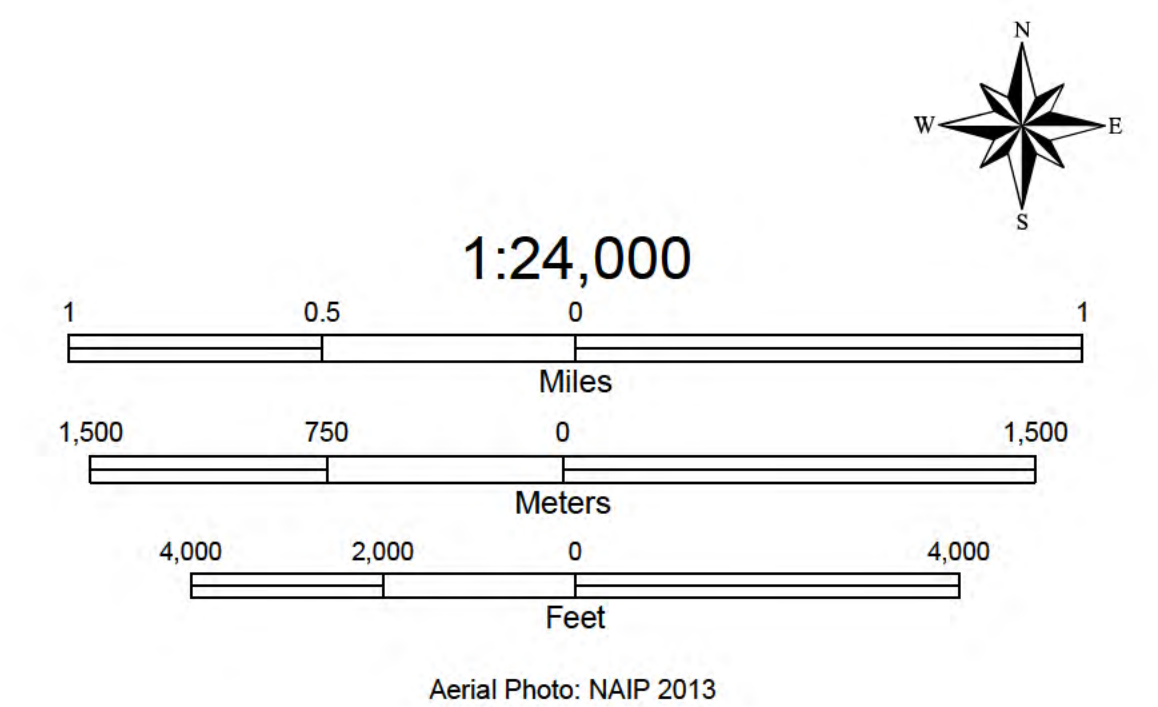 N
W E
S
1:24,000
1 0.5 0 1
Miles
1,500 750 0 1,500
Meters
4,000 2,000 0 4,000
Feet
Aerial Photo: NAIP 2013